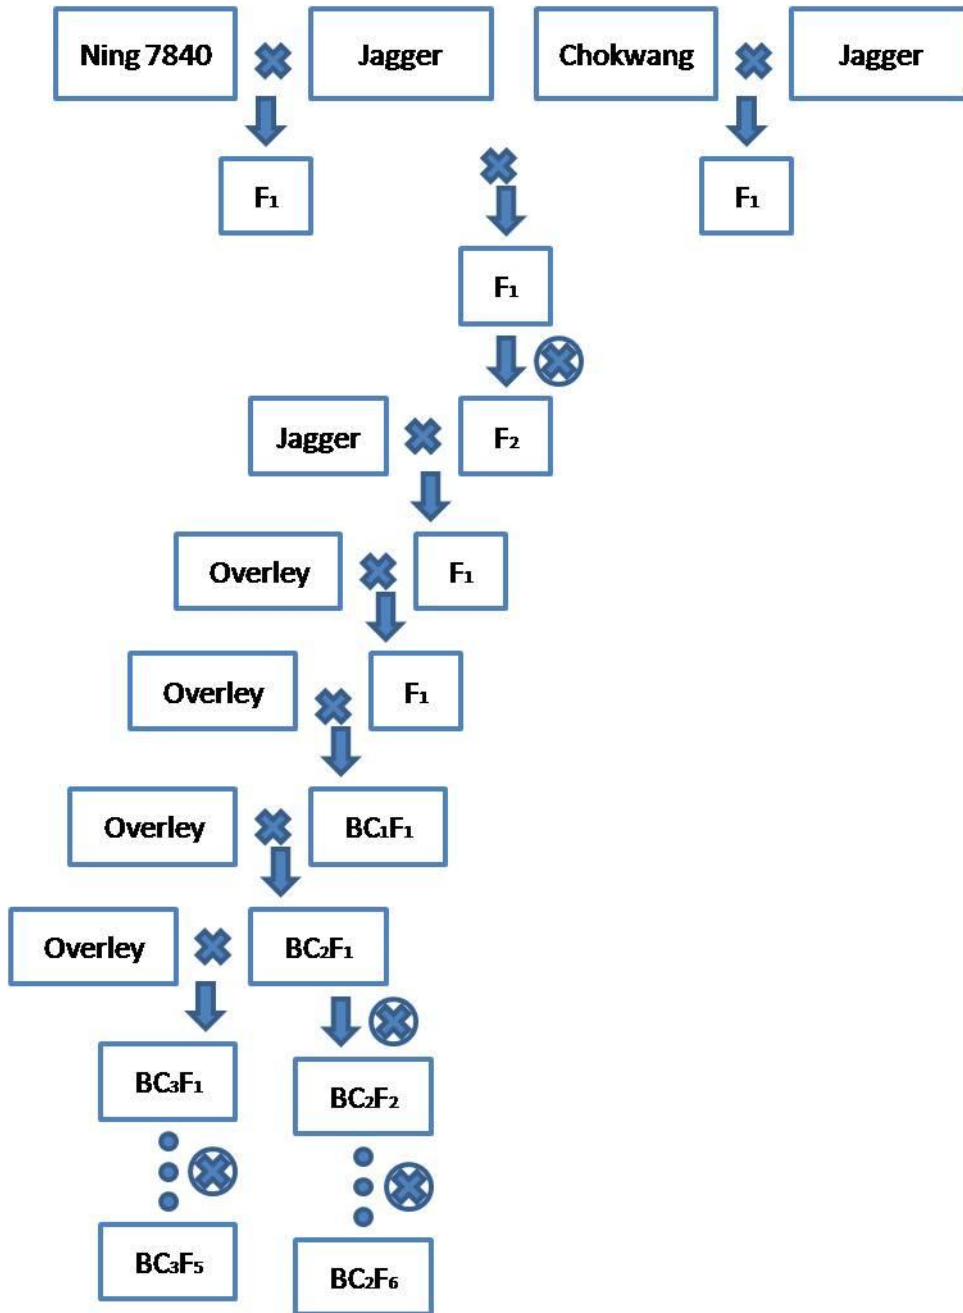 Ning 7840 Jagger Chokwang Jagger
F₁ F₁
F₁
Jagger F₂
Overley F₁
Overley F₁
Overley BC₁F₁
Overley BC₂F₁
BC₃F₁ BC₂F₂
BC₃F₅ BC₂F₆